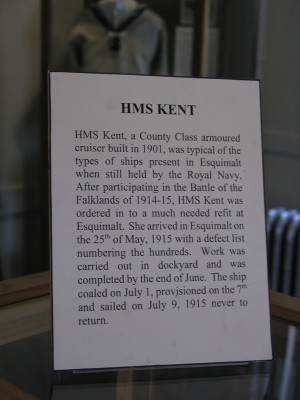 HMS KENT
HMS Kent, a County Class armoured
cruiser built in 1901, was typical of the
types of ships present in Esquimalt
when still held by the Royal Navy.
After participating in the Battle of the
Falklands of 1914-15, HMS Kent was
ordered in to a much needed refit at
Esquimalt. She arrived in Esquimalt on
the 25th of May, 1915 with a defect list
numbering the hundreds. Work was
carried out in dockyard and was
completed by the end of June. The ship
coaled on July 1, provisioned on the 7th
and sailed on July 9, 1915 never to
return.